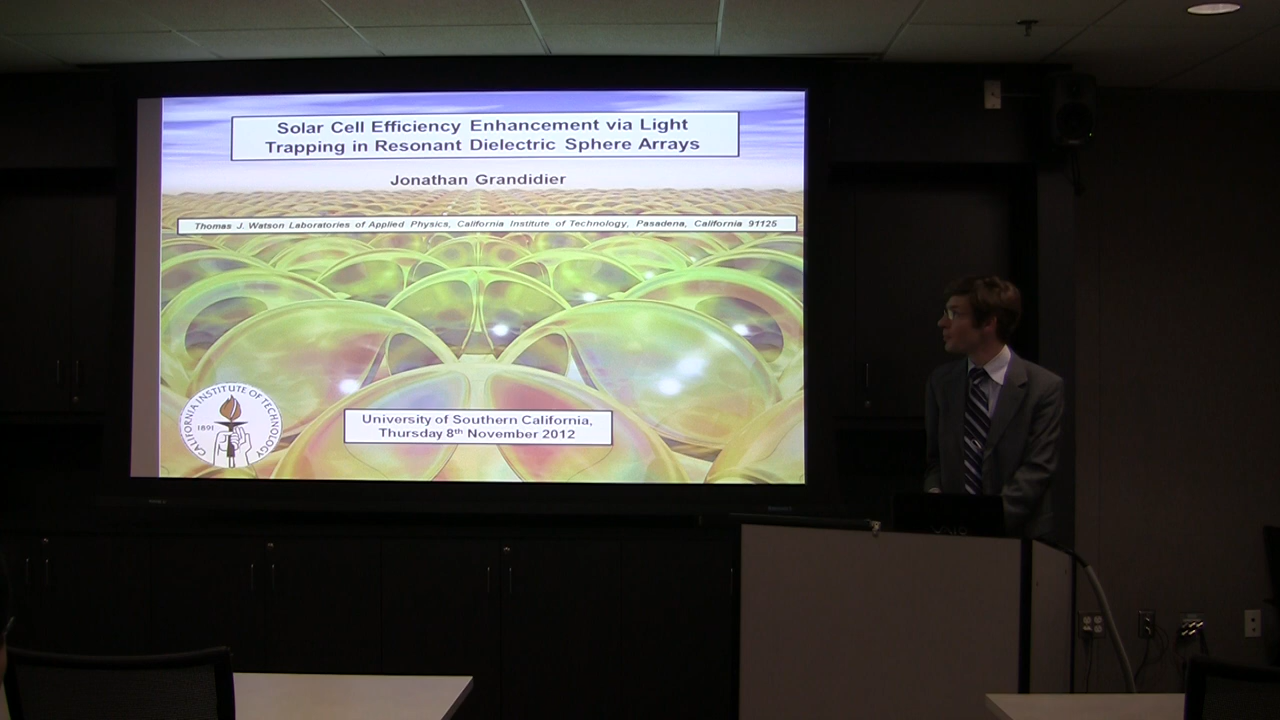 Solar Cell Efficiency Enhancement via Light
Trapping in Resonant Dielectric Sphere Arrays
Jonathan Grandidier
Thomas J. Watson Laboratories of Applied Physics, California Institute of Technology, Pasadena, California 91125
University of Southern California,
Thursday 8th November 2012
CALIFORNIA INSTITUTE OF TECHNOLOGY
1891
VAIO